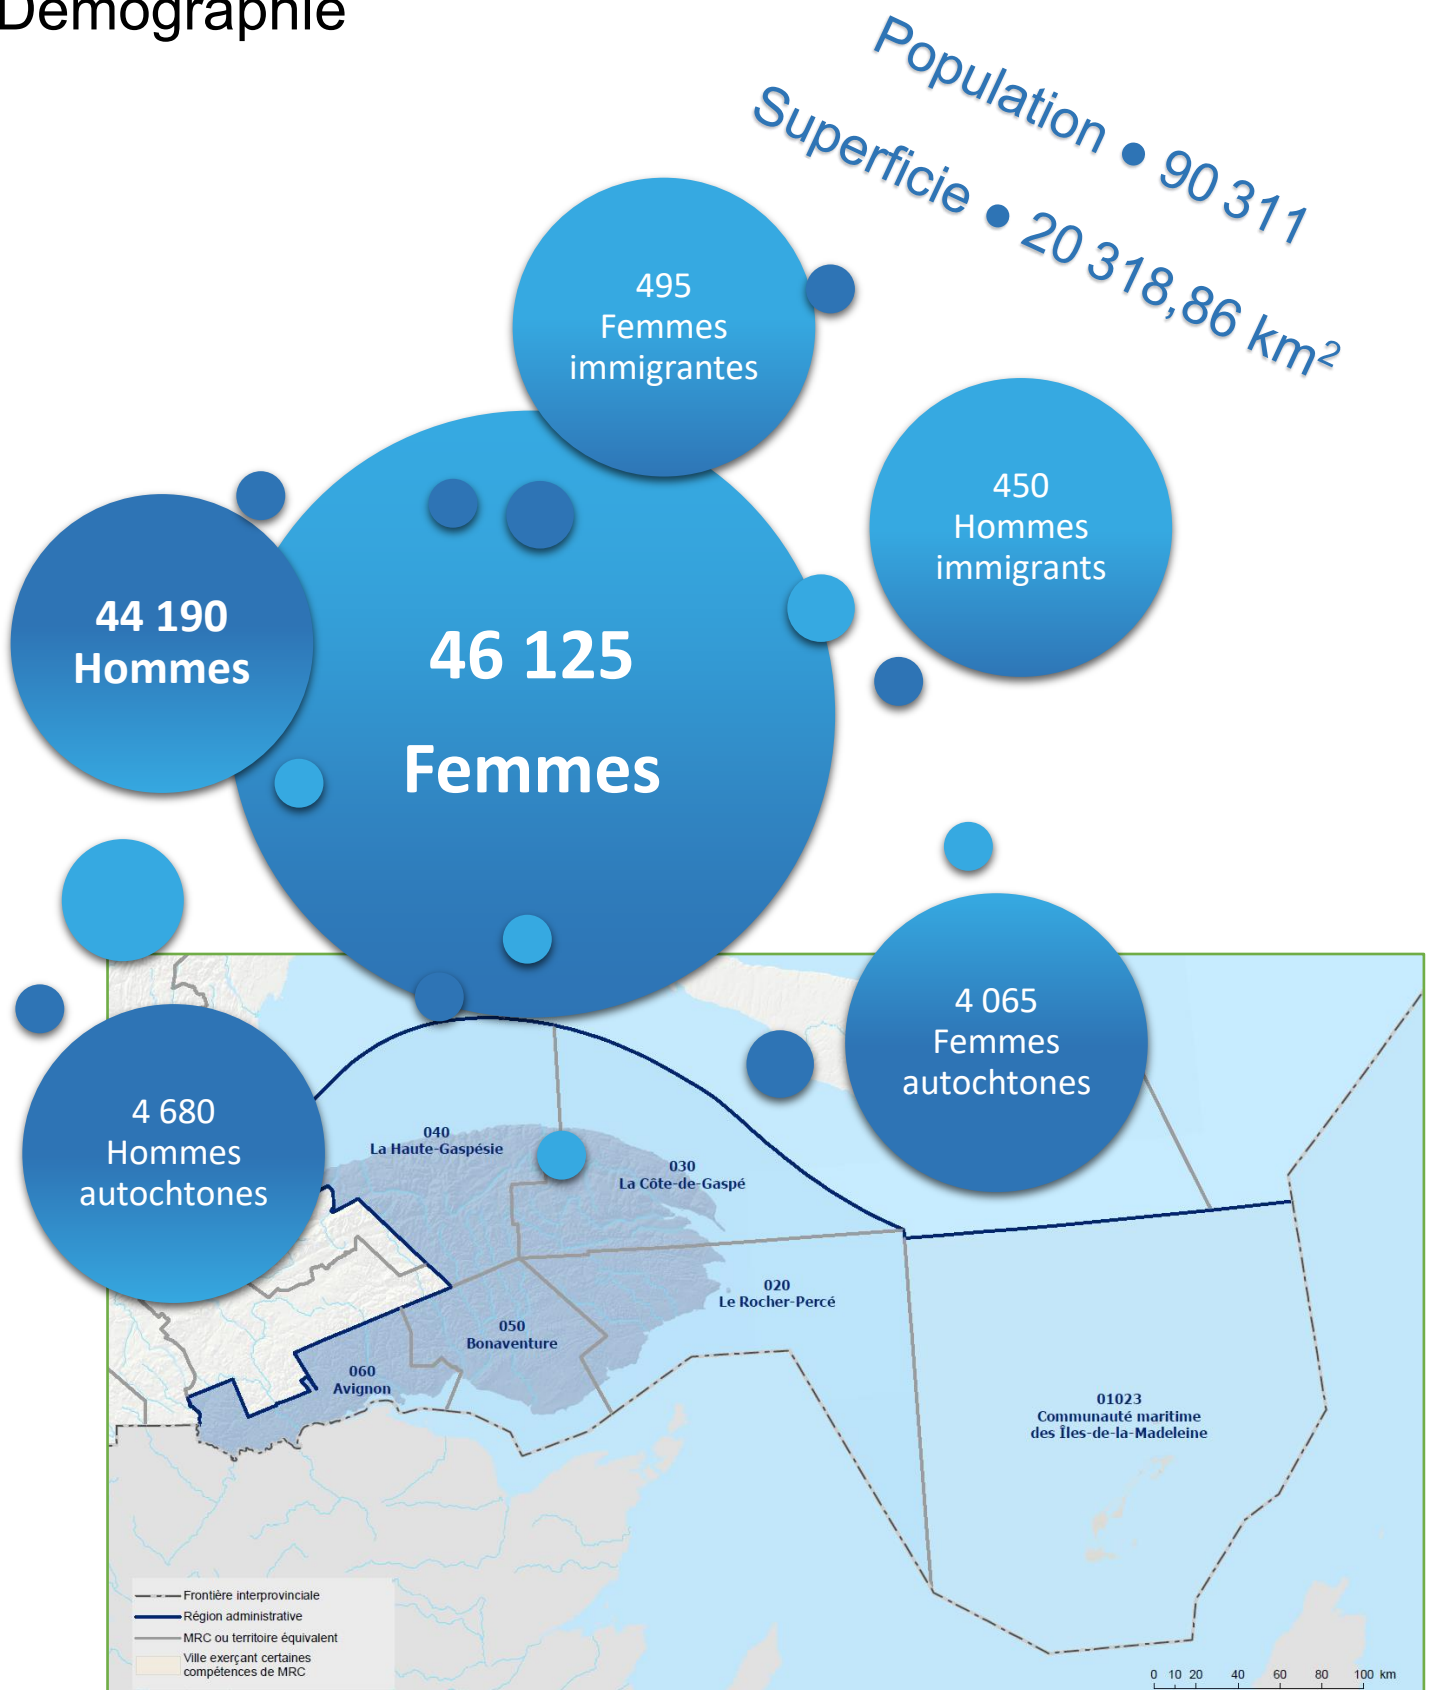 Démographie
Population • 90 311
Superficie • 20 318,86 km²
495
Femmes
immigrantes
450
Hommes
immigrants
44 190
Hommes
46 125
Femmes
4 065
Femmes
autochtones
4 680
Hommes
autochtones
040
La Haute-Gaspésie
030
La Côte-de-Gaspé
020
Le Rocher-Percé
050
Bonaventure
060
Avignon
01023
Communauté maritime
des Îles-de-la-Madeleine
Frontière interprovinciale
Région administrative
MRC ou territoire équivalent
Ville exerçant certaines
compétences de MRC
0 10 20 40 60 80 100 km